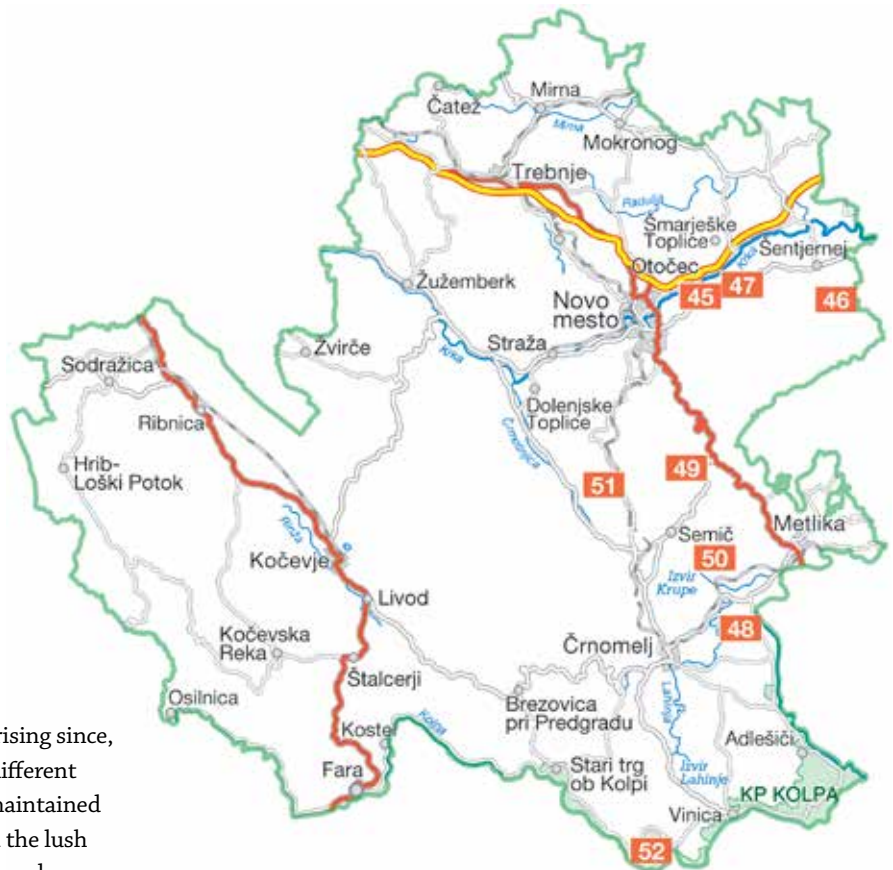 Čatež
Mirna
Mirna
Mokronog
Trebnje
Radulja
Šmarješke
Toplice
Otočec
Krka
Šentjernej
Žužemberk
Novo
mesto
45
47
46
Sodražica
Žvirče
Straža
Krka
Ribnica
Dolenjske
Toplice
Črmošnjica
Hrib-
Loški Potok
51
49
Rinža
Semič
Metlika
Kočevje
50
Izvir
Krupe
Livod
48
Kočevska
Reka
Črnomelj
Štalcerji
Osilnica
Brezovica
pri Predgradu
Lahinja
Kostel
Kolpa
Adlešiči
Fara
Stari trg
ob Kolpi
Izvir
Lahinje
KP KOLPA
Vinica
52
rising since,
different
maintained
the lush